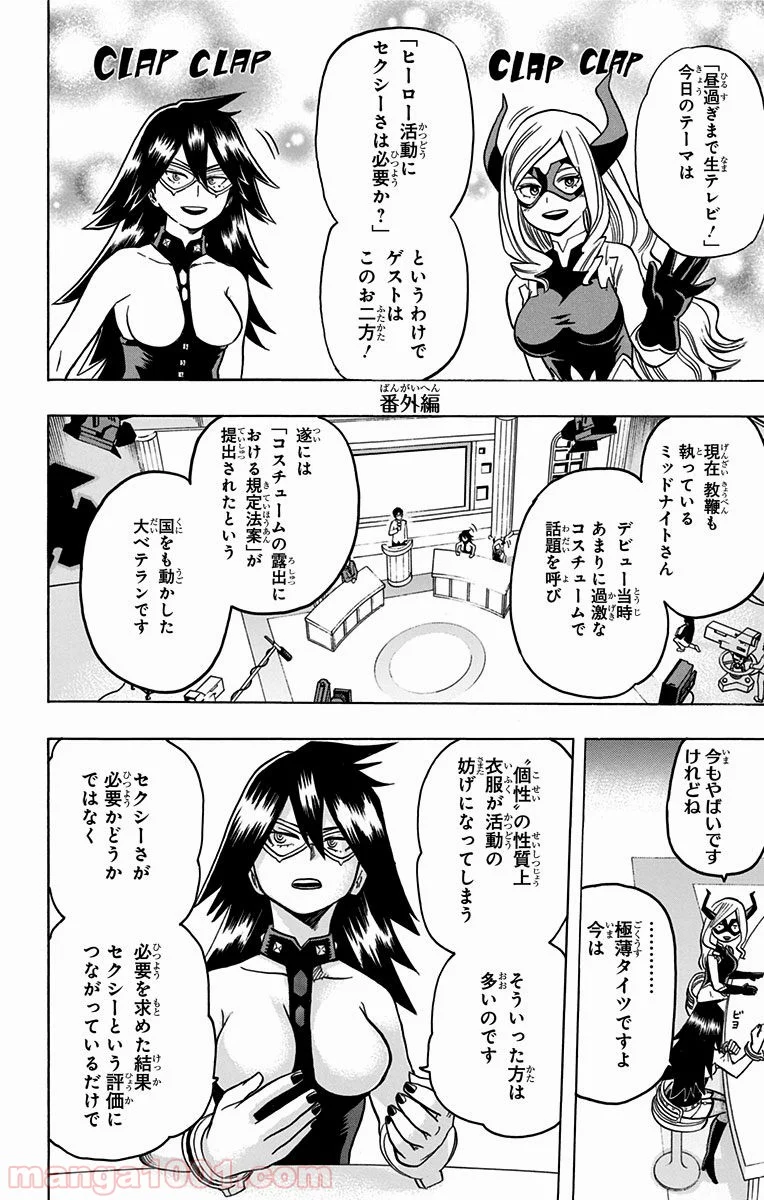 「昼過ぎまで生テレビ！」
今日のテーマは
CLAP CLAP
「ヒーロー活動に
セクシーさは必要か？」
というわけで
ゲストは
このお二方！
CLAP CLAP
番外編
現在 教鞭も
執っている
ミッドナイトさん
デビュー当時
あまりに過激な
コスチュームで
話題を呼び
遂には
「コスチュームの露出に
おける規定法案」が
提出されたという
国をも動かした
大ベテランです
今もやばいです
けれどね
…………
極薄タイツですよ
今は
ビョ
〝個性〟の性質上
衣服が活動の
妨げになってしまう
そういった方は
多いのです
セクシーさが
必要かどうか
ではなく
必要を求めた結果
セクシーという評価に
つながっているだけで
manga1001.com